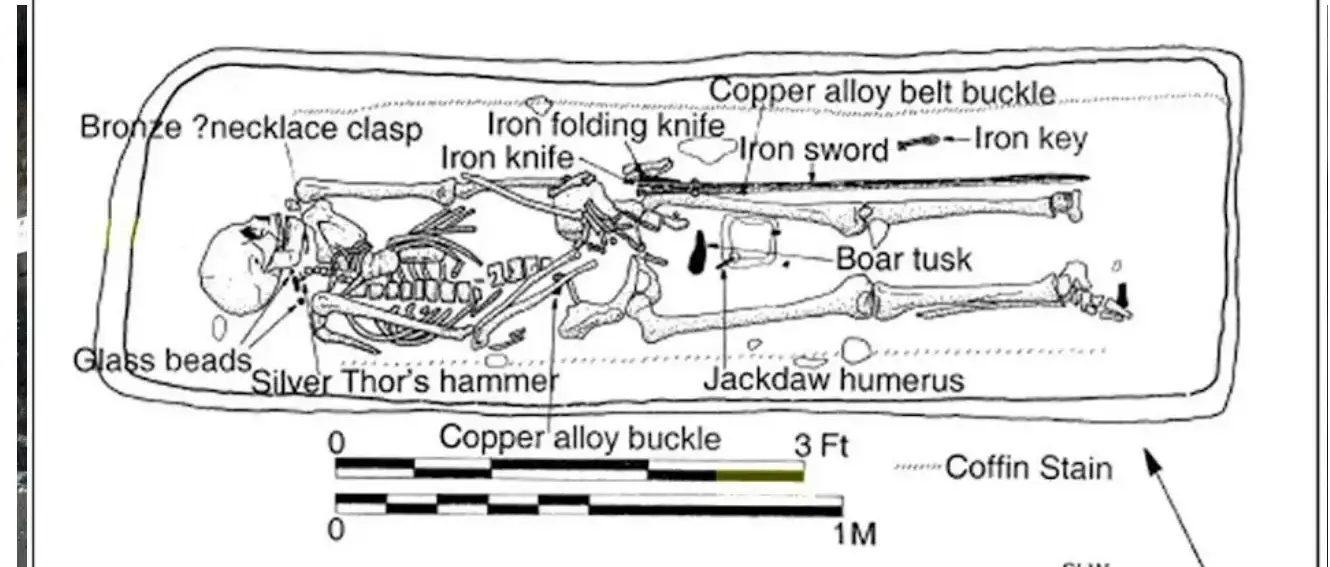 Copper alloy belt buckle
Bronze ?necklace clasp
Iron folding knife
Iron knife
Iron sword
Iron key
Boar tusk
Glass beads
Silver Thor's hammer
Jackdaw humerus
Copper alloy buckle
0
3 Ft
Coffin Stain
0
1M